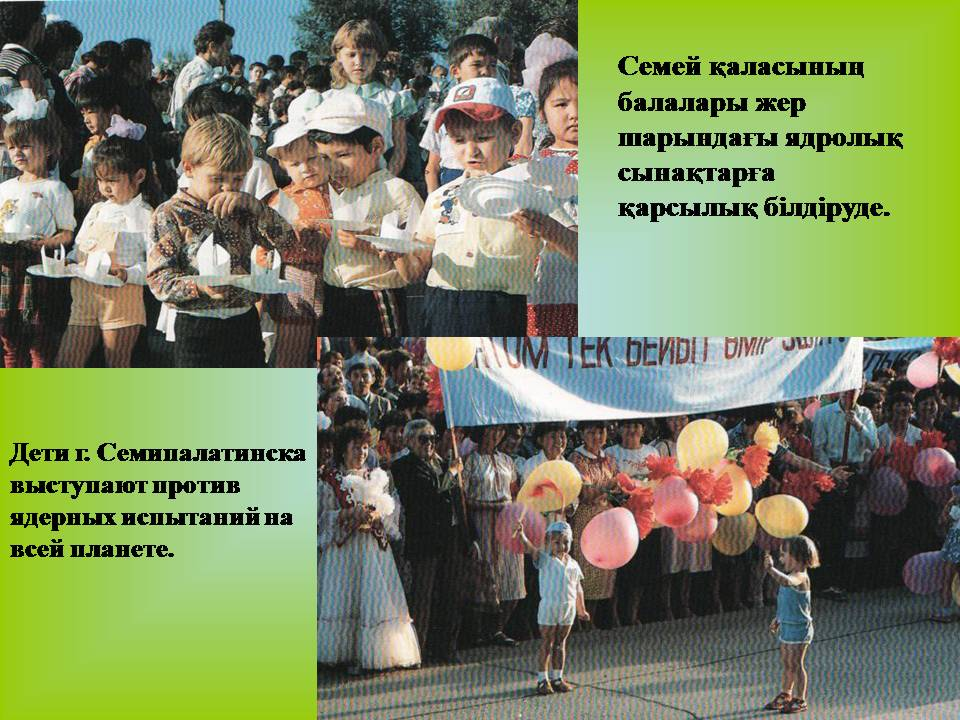 Семей қаласының
балалары жер
шарындағы ядролық
сынақтарға
қарсылық білдіруде.
ТЕК БЕЙБІТ ӨМІР
Дети г. Семипалатинска
выступают против
ядерных испытаний на
всей планете.